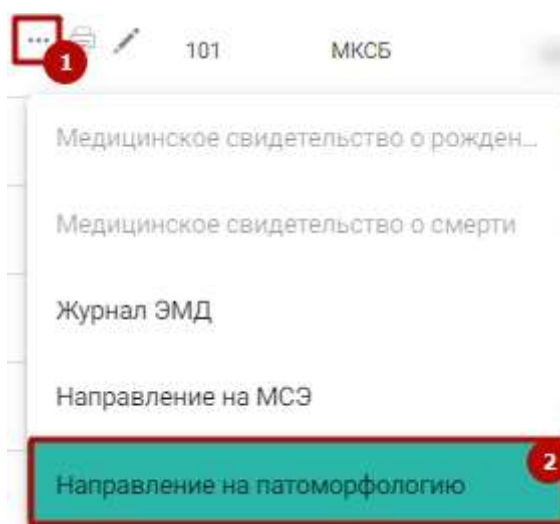 ... 1 101 МКСБ
Медицинское свидетельство о рожден...
Медицинское свидетельство о смерти
Журнал ЭМД
Направление на МСЭ
Направление на патоморфологию 2